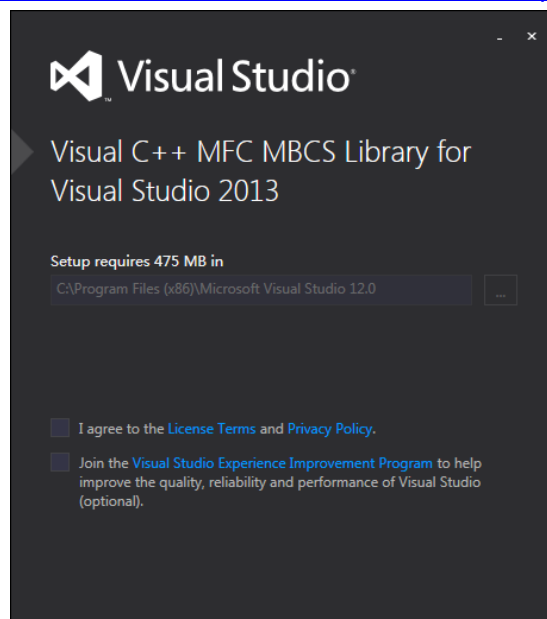 Visual Studio
Visual C++ MFC MBCS Library for
Visual Studio 2013
Setup requires 475 MB in
C:\Program Files (x86)\Microsoft Visual Studio 12.0
...
I agree to the License Terms and Privacy Policy.
Join the Visual Studio Experience Improvement Program to help
improve the quality, reliability and performance of Visual Studio
(optional).